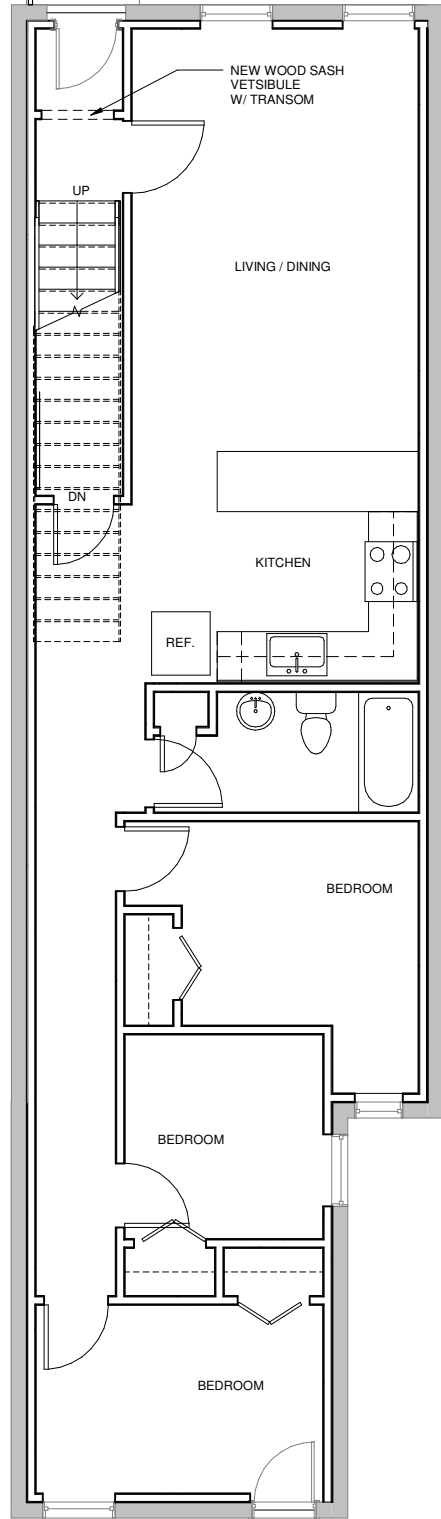 NEW WOOD SASH
VETSIBULE
W/ TRANSOM
UP
LIVING / DINING
DN
KITCHEN
REF.
BEDROOM
BEDROOM
BEDROOM